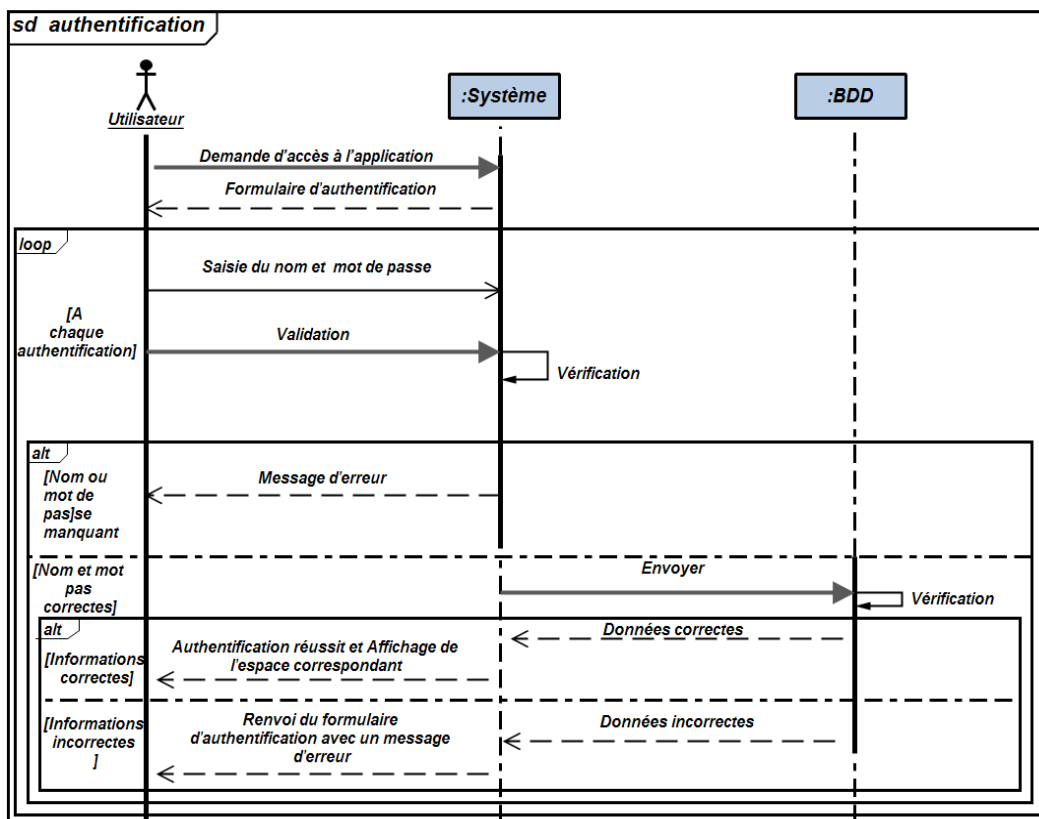 sd authentification
:Système
:BDD
Utilisateur
Demande d'accès à l'application
Formulaire d'authentification
loop
Saisie du nom et mot de passe
[A
chaque
authentification]
Validation
Vérification
alt
[Nom ou
mot de
pas]se
manquant
Message d'erreur
[Nom et mot
pas
correctes]
Envoyer
Vérification
alt
Données correctes
[Informations
correctes]
Authentification réussit et Affichage de
l'espace correspondant
[Informations
incorrectes
]
Renvoi du formulaire
d'authentification avec un message
d'erreur
Données incorrectes